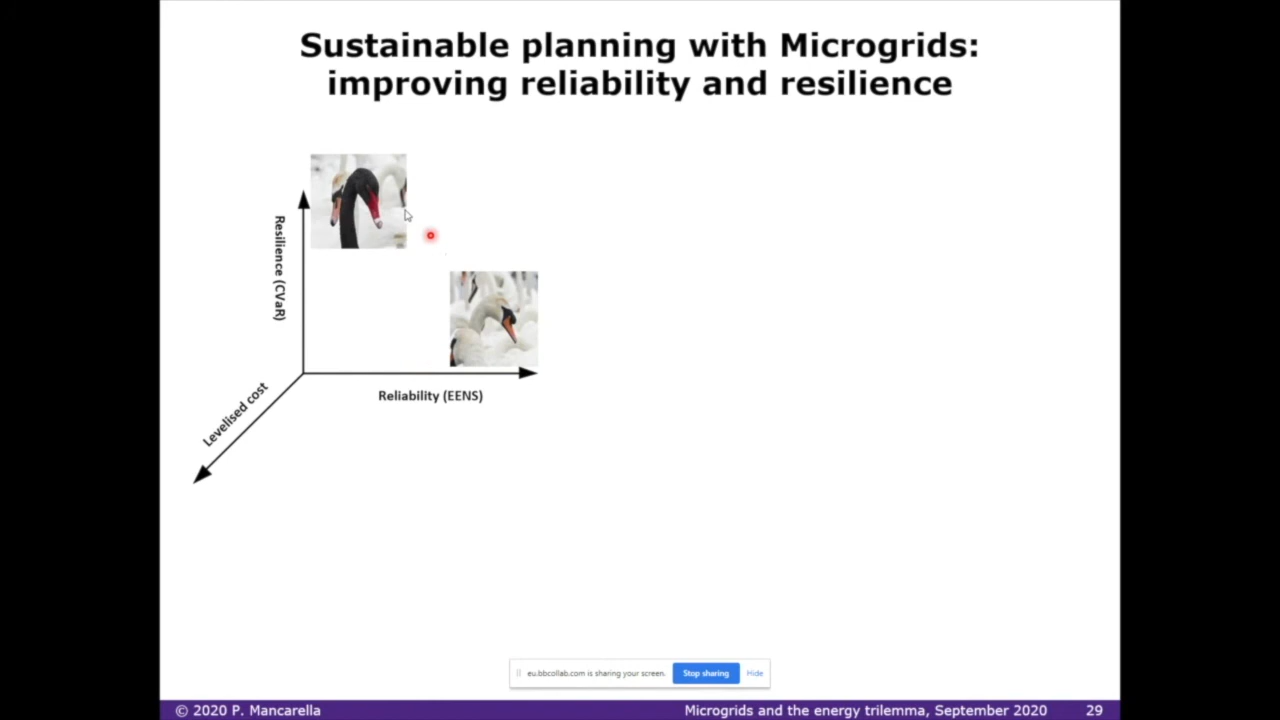 Sustainable planning with Microgrids:
improving reliability and resilience
Resilience (CVaR)
Reliability (EENS)
Levelised cost
eu.bbcollab.com is sharing your screen.
Stop sharing
Hide
© 2020 P. Mancarella
Microgrids and the energy trilemma, September 2020
29